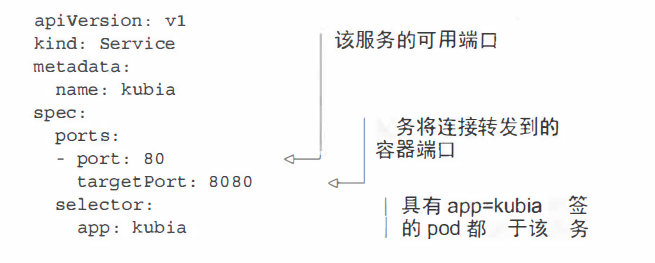 apiVersion: v1
kind: Service
metadata:
  name: kubia
spec:
  ports:
  - port: 80
    targetPort: 8080
  selector:
    app: kubia
该服务的可用端口
务将连接转发到的
容器端口
具有 app=kubia 签
的 pod 都 于该 务